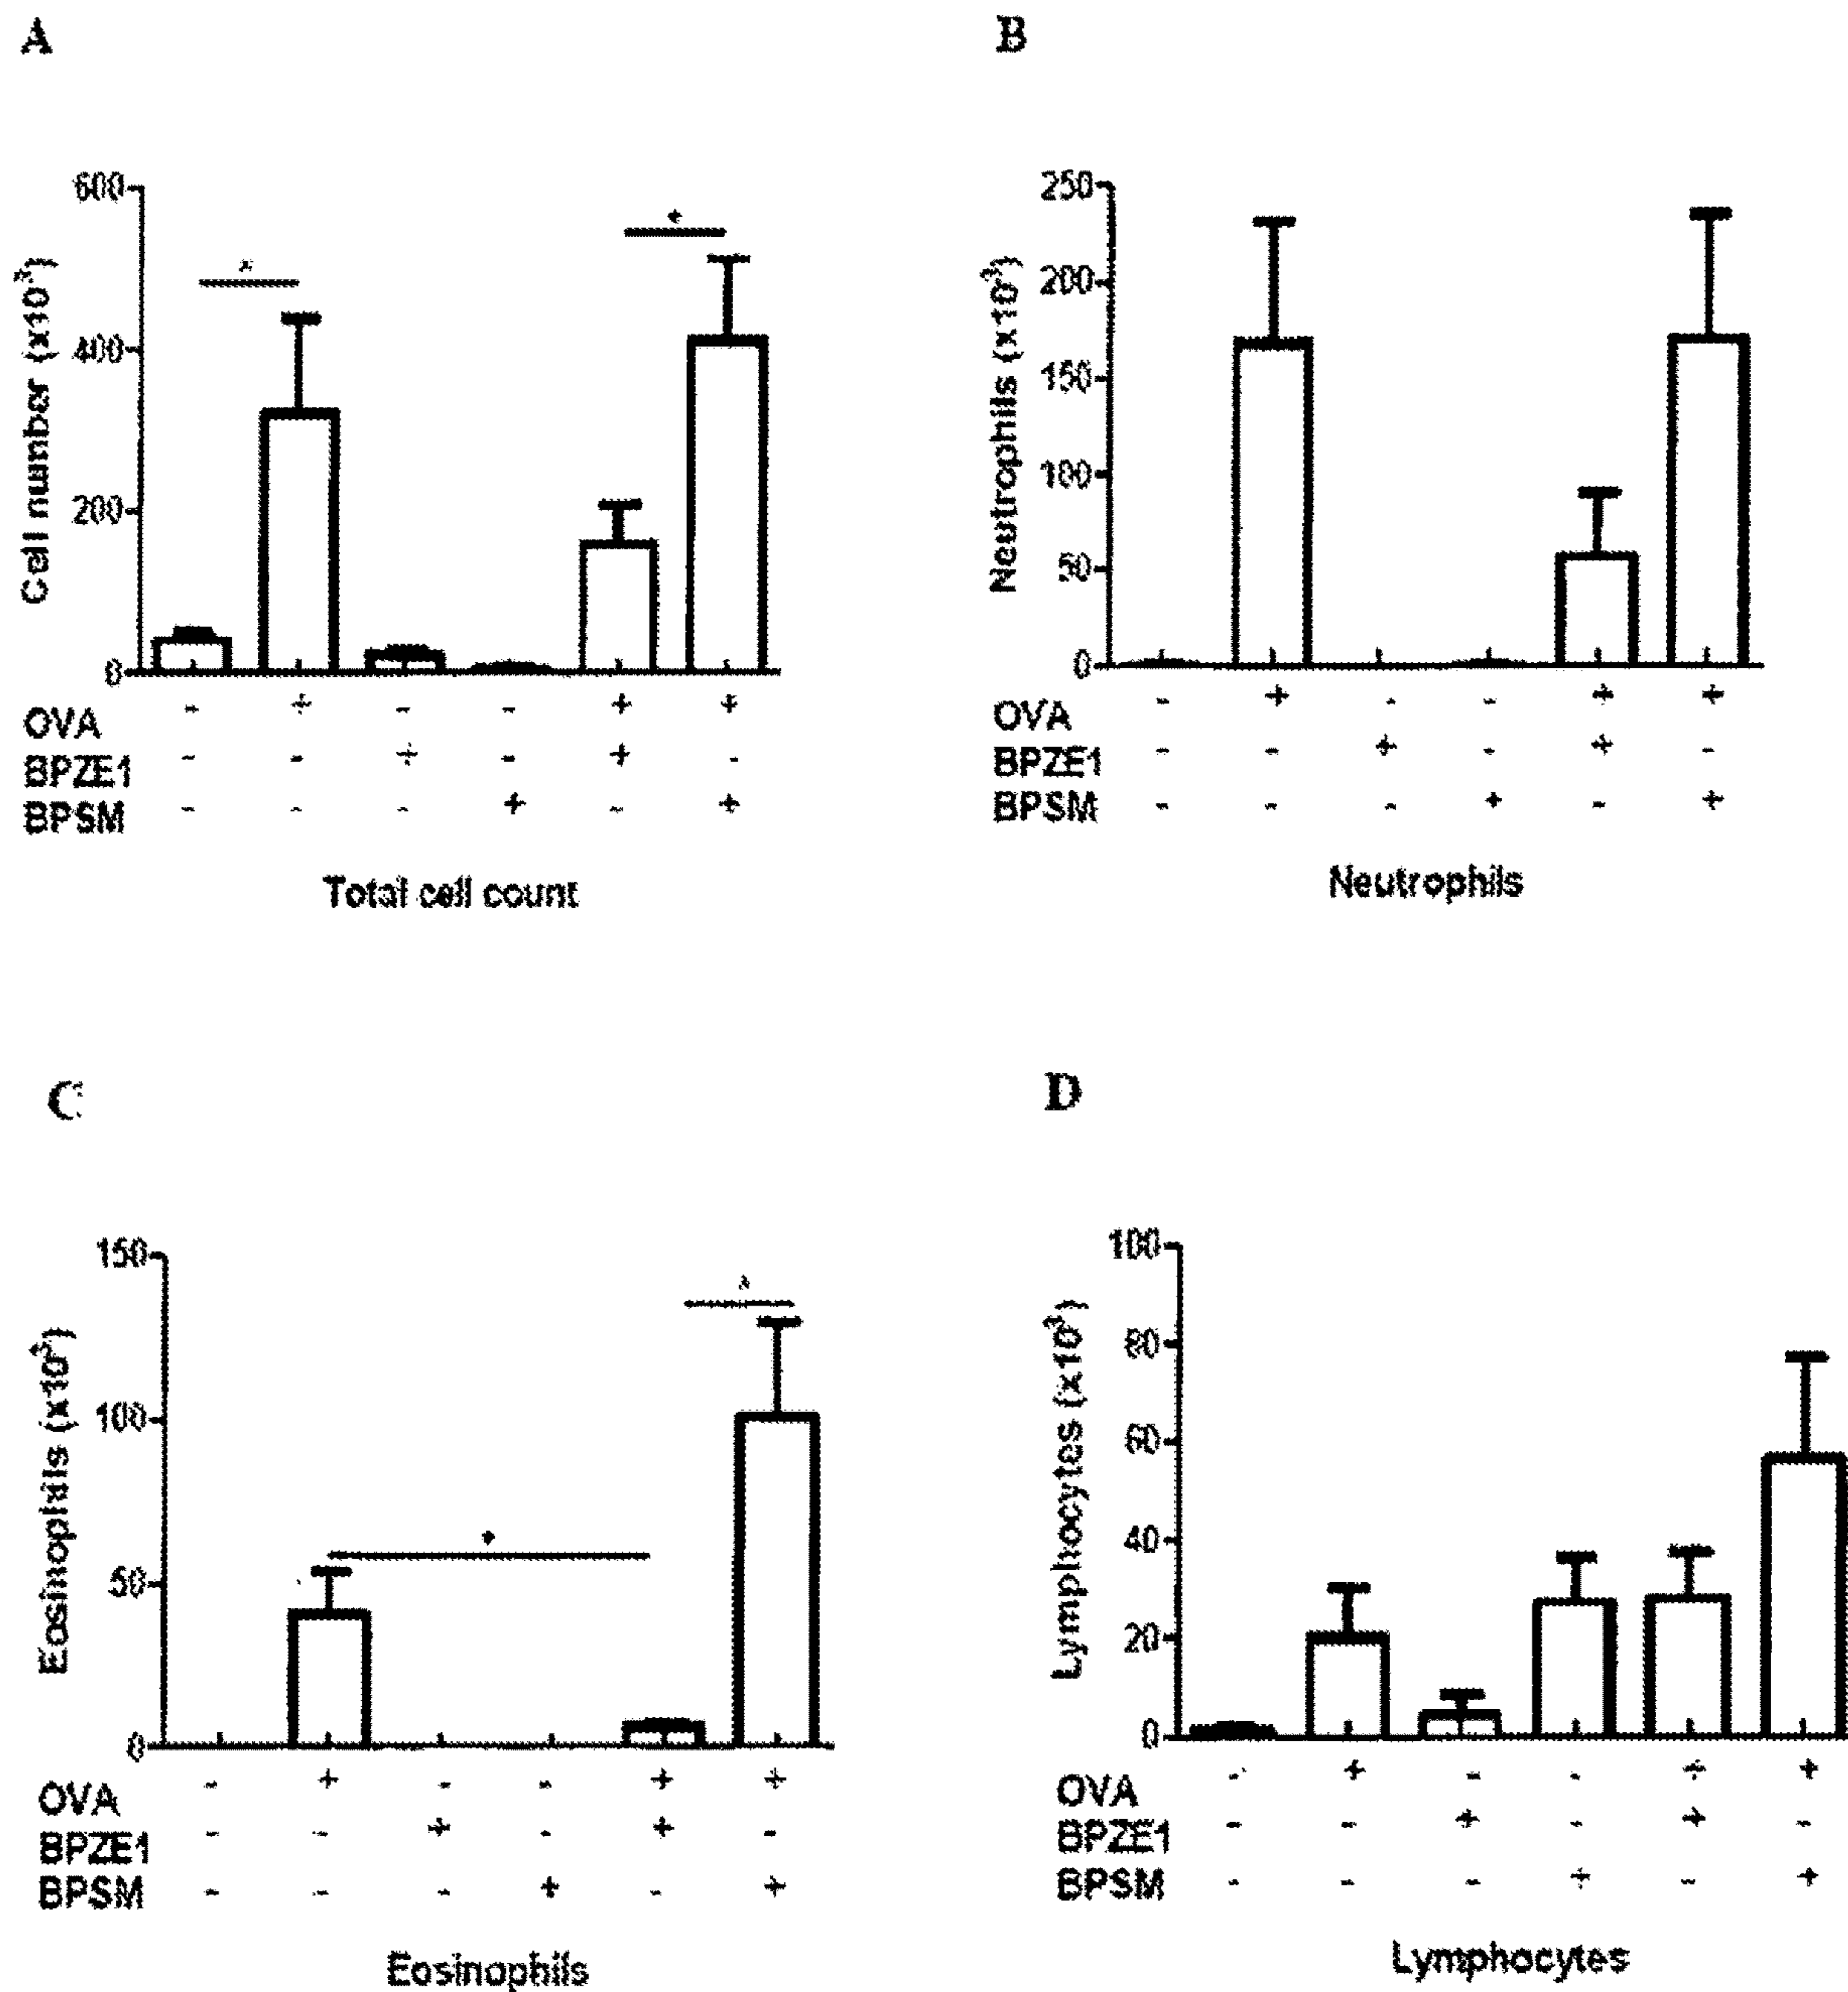 A
600
400
200
0
Cell number (x10³)
*
*
OVA - + - - + +
BPZE1 - - + - + -
BPSM - - - + - +
Total cell count
B
250
200
150
100
50
0
Neutrophils (x10³)
OVA - + - - + +
BPZE1 - - + - + -
BPSM - - - + - +
Neutrophils
C
150
100
50
0
Eosinophils (x10³)
*
*
OVA - + - - + +
BPZE1 - - + - + -
BPSM - - - + - +
Eosinophils
D
100
80
60
40
20
0
Lymphocytes (x10³)
OVA - + - - + +
BPZE1 - - + - + -
BPSM - - - + - +
Lymphocytes